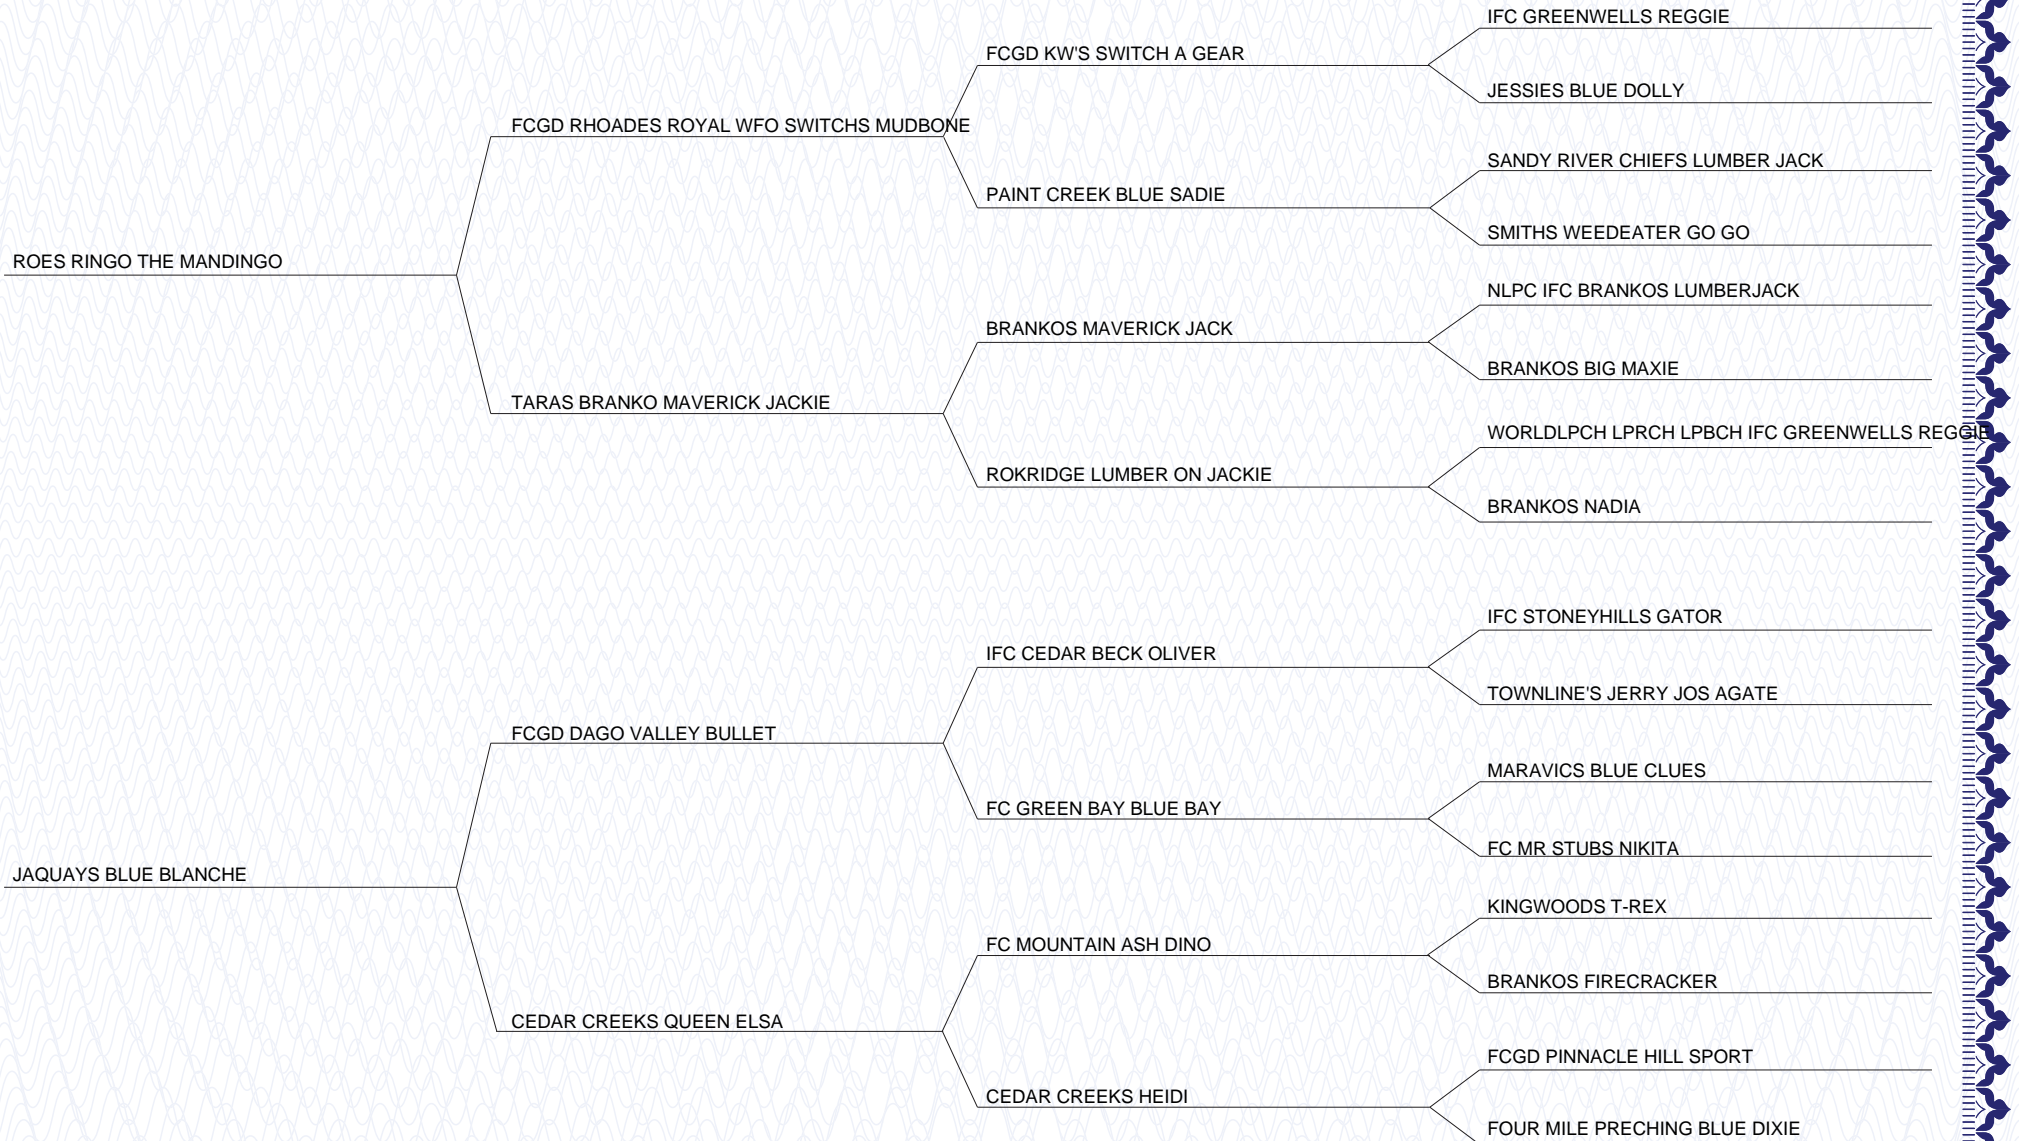 IFC GREENWELLS REGGIE
FCGD KW'S SWITCH A GEAR
JESSIES BLUE DOLLY
FCGD RHOADES ROYAL WFO SWITCHS MUDBONE
SANDY RIVER CHIEFS LUMBER JACK
PAINT CREEK BLUE SADIE
SMITHS WEEDEATER GO GO
ROES RINGO THE MANDINGO
NLPC IFC BRANKOS LUMBERJACK
BRANKOS MAVERICK JACK
BRANKOS BIG MAXIE
TARAS BRANKO MAVERICK JACKIE
WORLDLPCH LPRCH LPBCH IFC GREENWELLS REGGIE
ROKRIDGE LUMBER ON JACKIE
BRANKOS NADIA
IFC STONEYHILLS GATOR
IFC CEDAR BECK OLIVER
TOWNLINE'S JERRY JOS AGATE
FCGD DAGO VALLEY BULLET
MARAVICS BLUE CLUES
FC GREEN BAY BLUE BAY
FC MR STUBS NIKITA
JAQUAYS BLUE BLANCHE
KINGWOODS T-REX
FC MOUNTAIN ASH DINO
BRANKOS FIRECRACKER
CEDAR CREEKS QUEEN ELSA
FCGD PINNACLE HILL SPORT
CEDAR CREEKS HEIDI
FOUR MILE PRECHING BLUE DIXIE